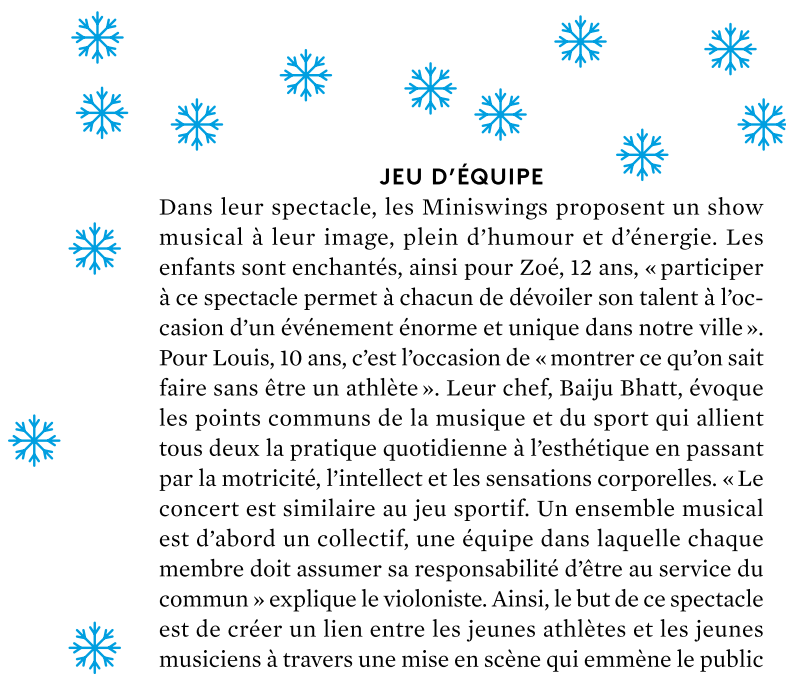 JEU D’ÉQUIPE
Dans leur spectacle, les Miniswings proposent un show
musical à leur image, plein d’humour et d’énergie. Les
enfants sont enchantés, ainsi pour Zoé, 12 ans, « participer
à ce spectacle permet à chacun de dévoiler son talent à l’oc-
casion d’un événement énorme et unique dans notre ville ».
Pour Louis, 10 ans, c’est l’occasion de « montrer ce qu’on sait
faire sans être un athlète ». Leur chef, Baiju Bhatt, évoque
les points communs de la musique et du sport qui allient
tous deux la pratique quotidienne à l’esthétique en passant
par la motricité, l’intellect et les sensations corporelles. « Le
concert est similaire au jeu sportif. Un ensemble musical
est d’abord un collectif, une équipe dans laquelle chaque
membre doit assumer sa responsabilité d’être au service du
commun » explique le violoniste. Ainsi, le but de ce spectacle
est de créer un lien entre les jeunes athlètes et les jeunes
musiciens à travers une mise en scène qui emmène le public